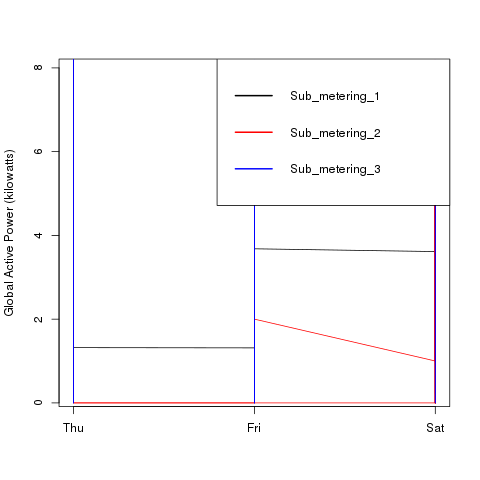 8
6
4
2
0
Global Active Power (kilowatts)
Sub_metering_1
Sub_metering_2
Sub_metering_3
Thu Fri Sat